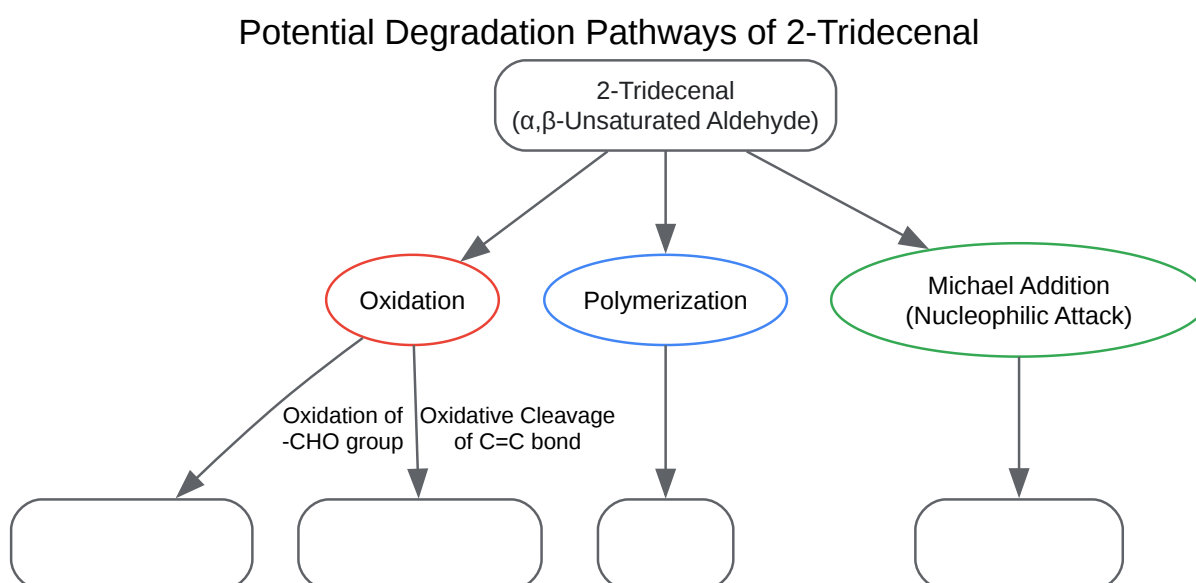 Potential Degradation Pathways of 2-Tridecenal
2-Tridecenal
(α,β-Unsaturated Aldehyde)
Oxidation
Polymerization
Michael Addition
(Nucleophilic Attack)
Oxidation of
-CHO group
Oxidative Cleavage
of C=C bond